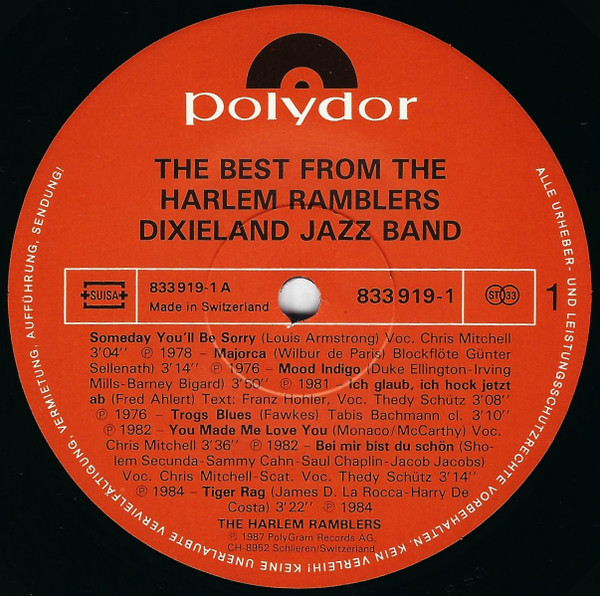 polydor
THE BEST FROM THE
HARLEM RAMBLERS
DIXIELAND JAZZ BAND
SUISA
833 919-1 A
Made in Switzerland
833 919-1
ST 33
1
Someday You'll Be Sorry (Louis Armstrong) Voc. Chris Mitchell
3'04'' ℗ 1978 – Majorca (Wilbur de Paris) Blockflöte Günter
Sellenath) 3'14'' ℗ 1976 – Mood Indigo (Duke Ellington-Irving
Mills-Barney Bigard) 3'50'' ℗ 1981 – Ich glaub, ich hock jetzt
ab (Fred Ahlert) Text: Franz Hohler, Voc. Thedy Schütz 3'08''
℗ 1976 – Trogs Blues (Fawkes) Tabis Bachmann cl. 3'10''
℗ 1982 – You Made Me Love You (Monaco/McCarthy) Voc.
Chris Mitchell 3'36'' ℗ 1982 – Bei mir bist du schön (Sho-
lem Secunda-Sammy Cahn-Saul Chaplin-Jacob Jacobs)
Voc. Chris Mitchell-Scat. Voc. Thedy Schütz 3'14''
℗ 1984 – Tiger Rag (James D. La Rocca-Harry De
Costa) 3'22'' ℗ 1984
THE HARLEM RAMBLERS
℗ 1987 PolyGram Records AG,
CH-8952 Schlieren/Switzerland
ALLE URHEBER- UND LEISTUNGSSCHUTZRECHTE VORBEHALTEN. KEIN VERLEIH! KEINE UNERLAUBTE VERVIELFÄLTIGUNG, VERMIETUNG, AUFFÜHRUNG, SENDUNG!